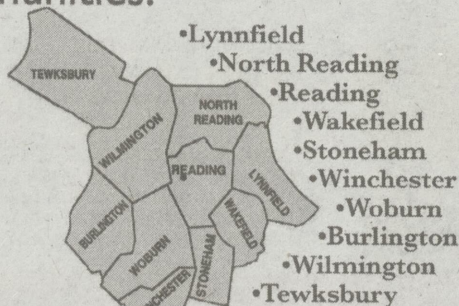 •Lynnfield
•North Reading
•Reading
•Wakefield
•Stoneham
•Winchester
•Woburn
•Burlington
•Wilmington
•Tewksbury
TEWKSBURY
WILMINGTON
NORTH
READING
READING
LYNNFIELD
BURLINGTON
WOBURN
WAKEFIELD
STONEHAM